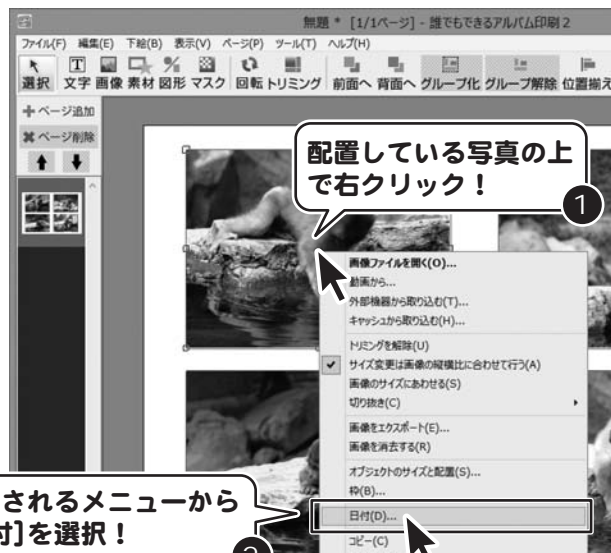 無題 * [1/1ページ] - 誰でもできるアルバム印刷2
ファイル(F) 編集(E) 下絵(B) 表示(V) ページ(P) ツール(T) ヘルプ(H)
選択 文字 画像 素材 図形 マスク 回転 トリミング 前面へ 背面へ グループ化 グループ解除 位置揃え
ページ追加
ページ削除
配置している写真の上
で右クリック！
1
画像ファイルを開く(O)...
動画から...
外部機器から取り込む(T)...
キャッシュから取り込む(H)...
トリミングを解除(U)
サイズ変更は画像の縦横比に合わせて行う(A)
画像のサイズにあわせる(S)
切り抜き(C)
画像をエクスポート(E)...
画像を消去する(R)
オブジェクトのサイズと配置(S)...
枠(B)...
日付(D)...
コピー(C)
されるメニューから
付]を選択！